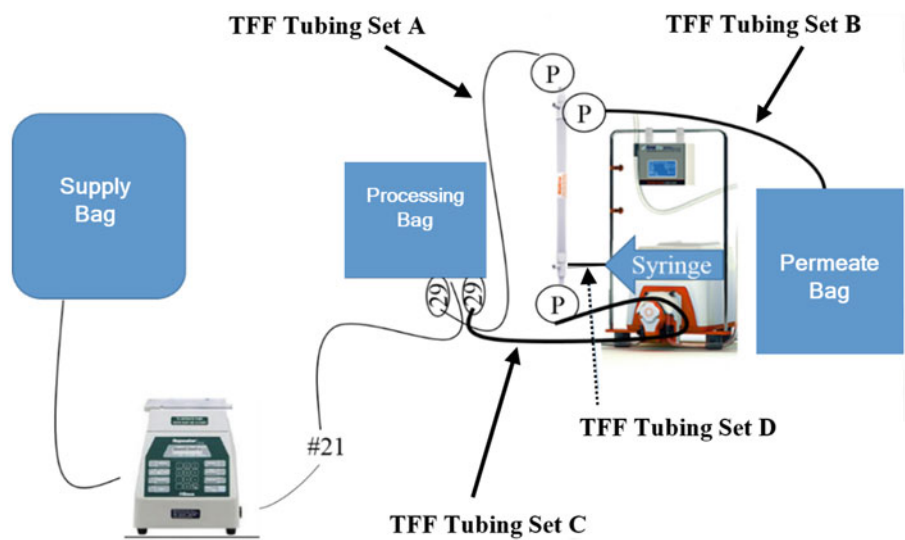 TFF Tubing Set A
TFF Tubing Set B
P
P
Supply
Bag
Processing
Bag
29
29
Syringe
Permeate
Bag
P
#21
TFF Tubing Set D
TFF Tubing Set C